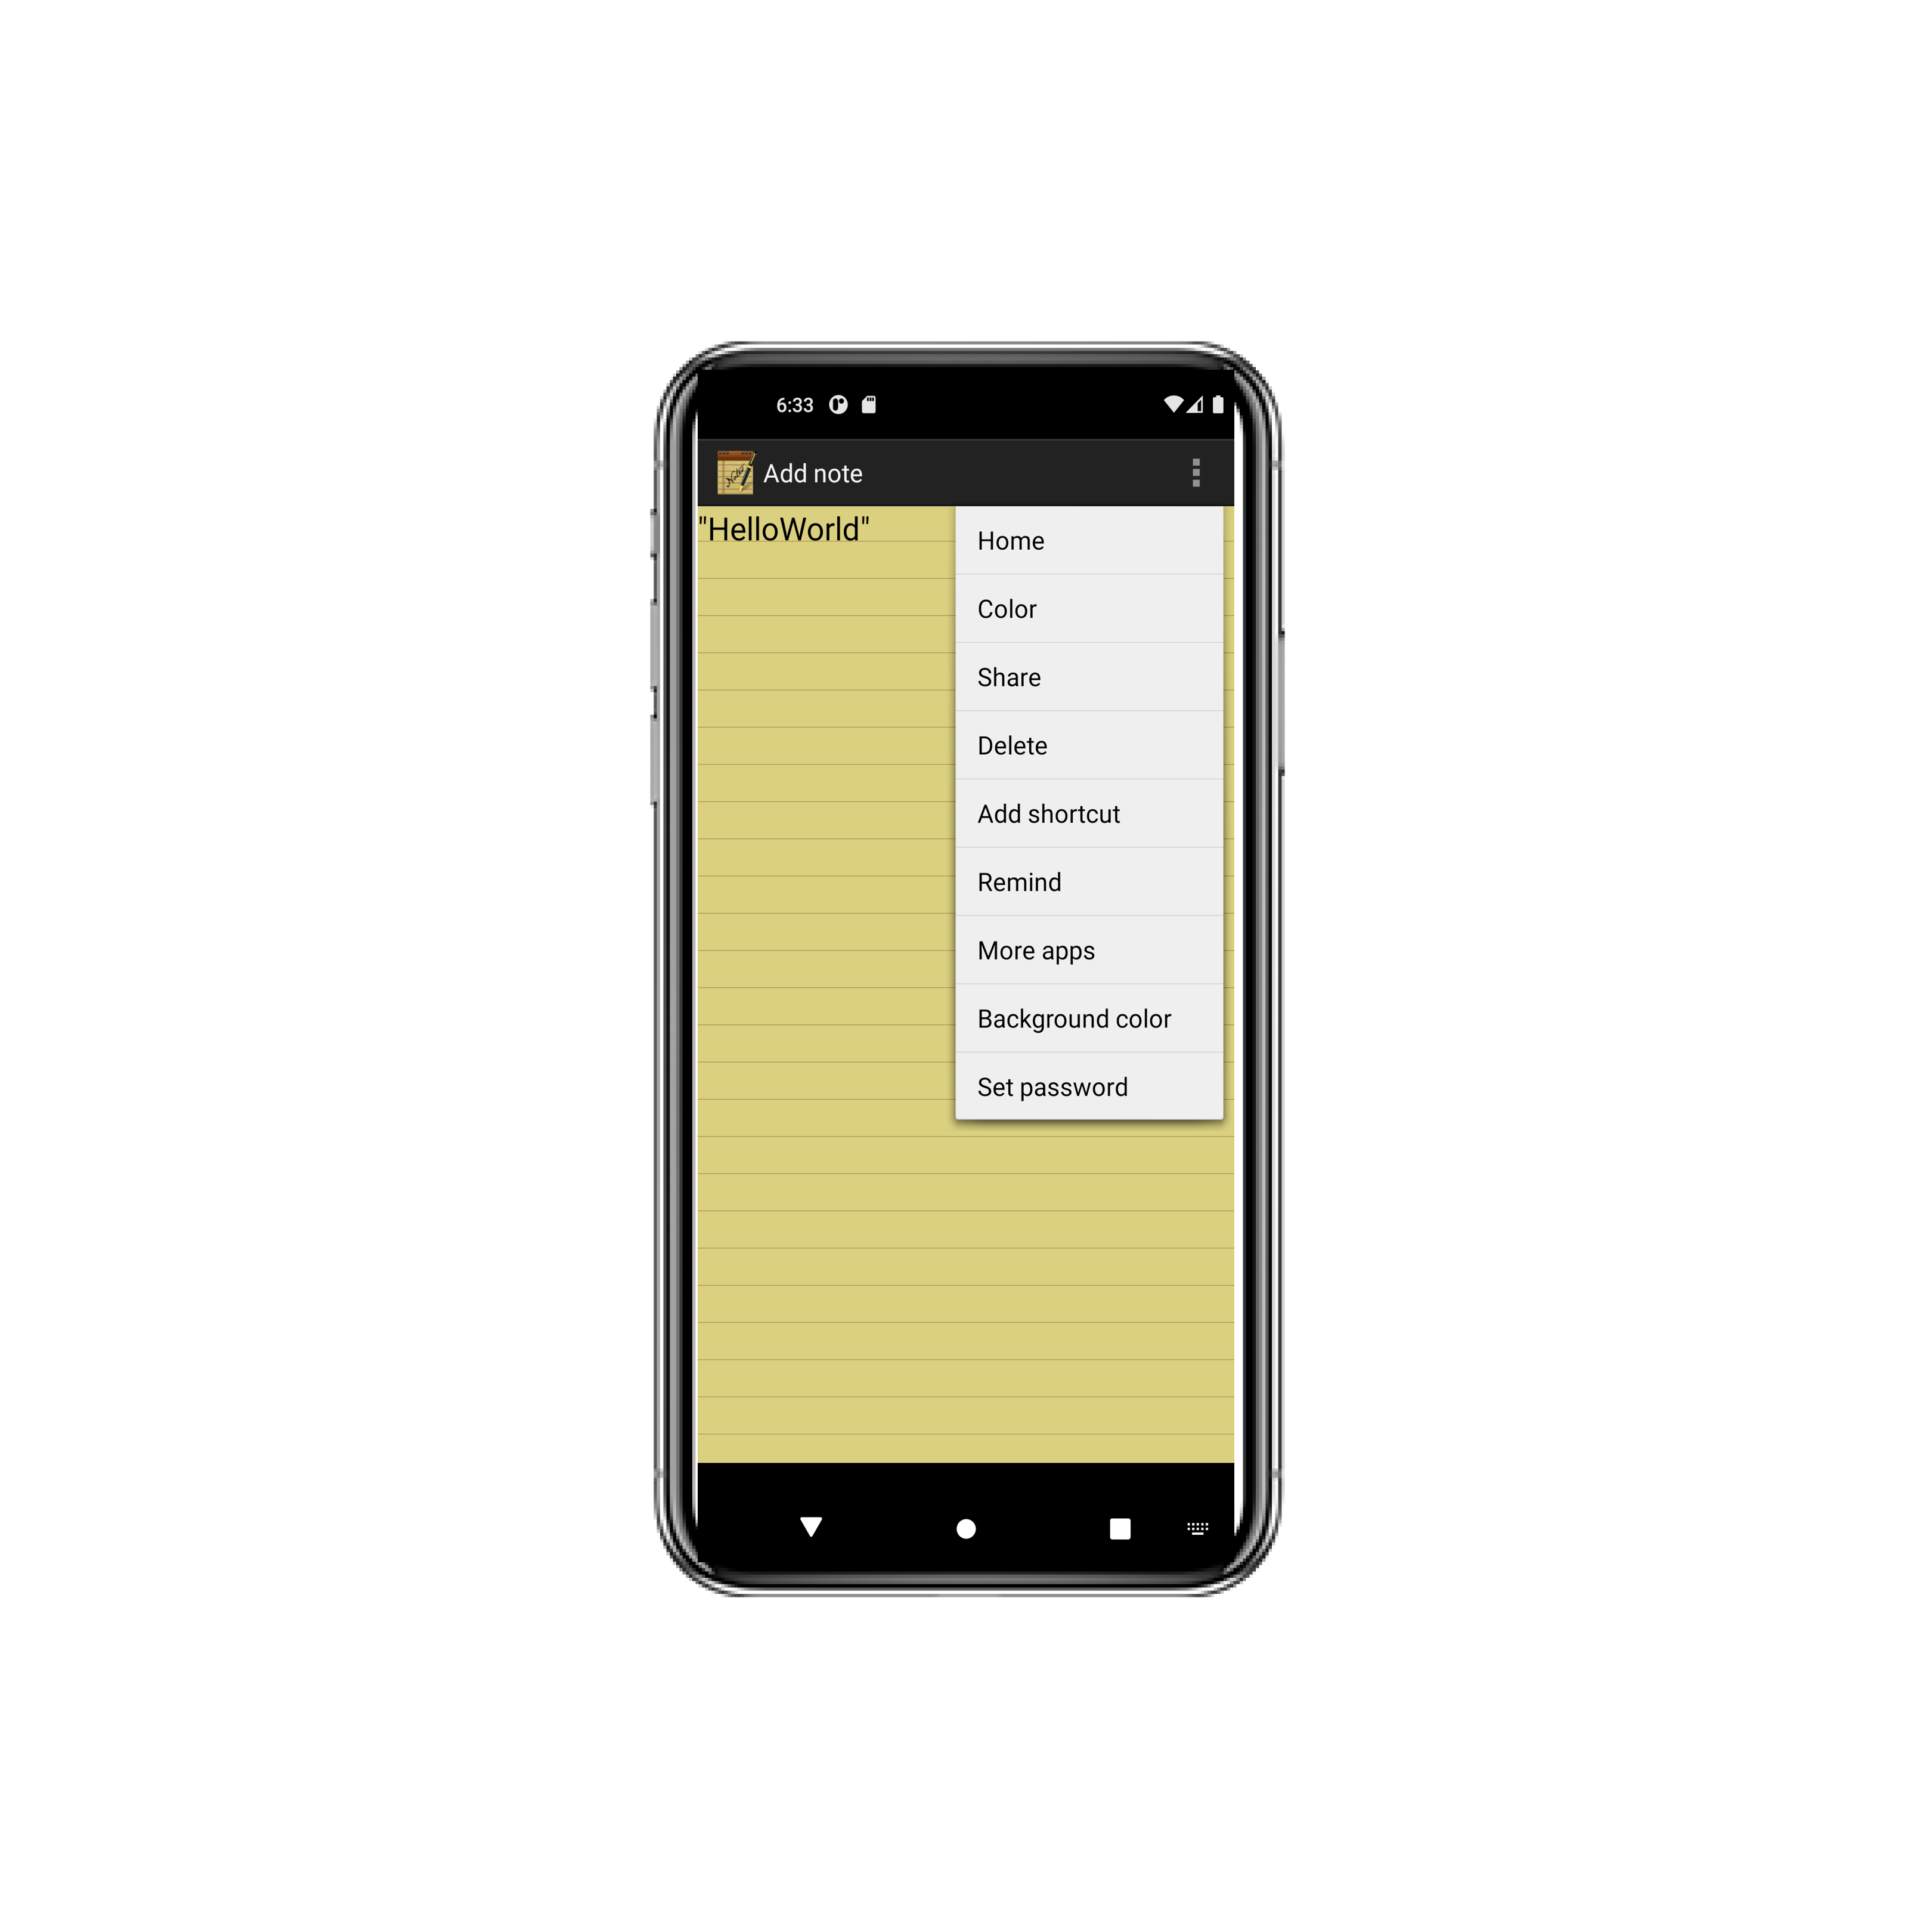 6:33
Add note
"HelloWorld"
Home
Color
Share
Delete
Add shortcut
Remind
More apps
Background color
Set password